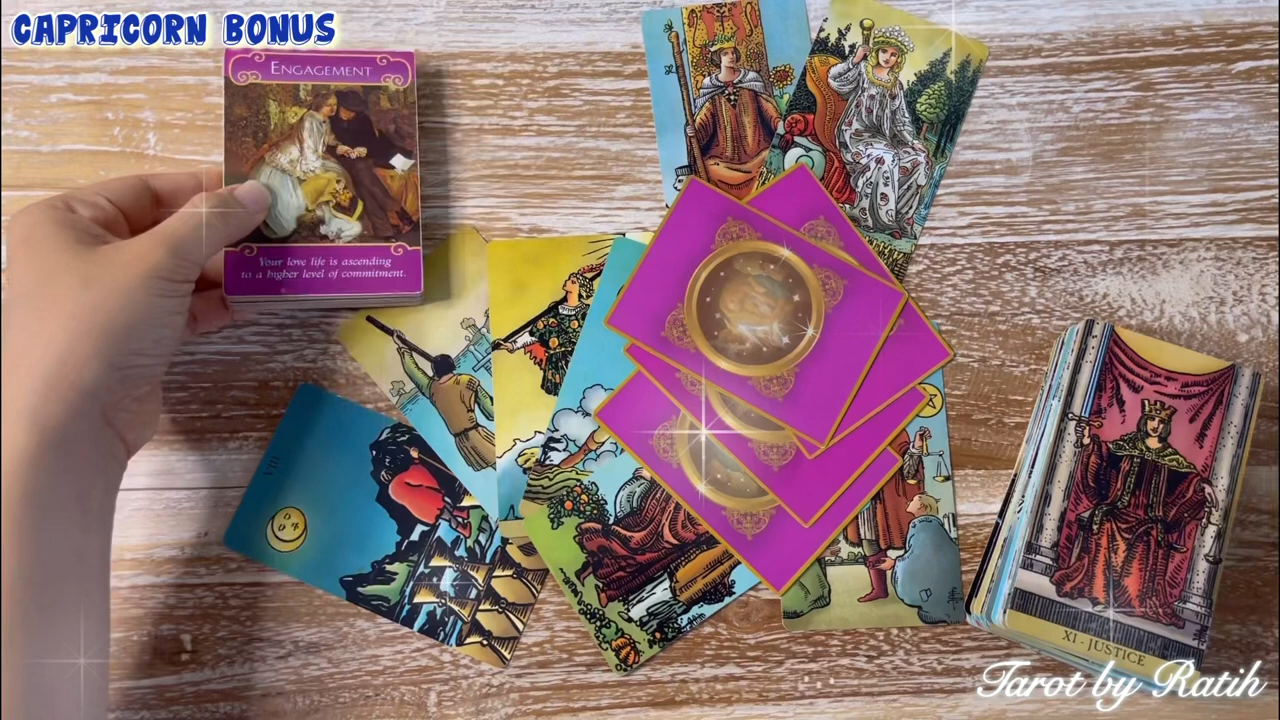 CAPRICORN BONUS
ENGAGEMENT
Your love life is ascending
to a higher level of commitment.
VIII
XI - JUSTICE
Tarot by Ratih